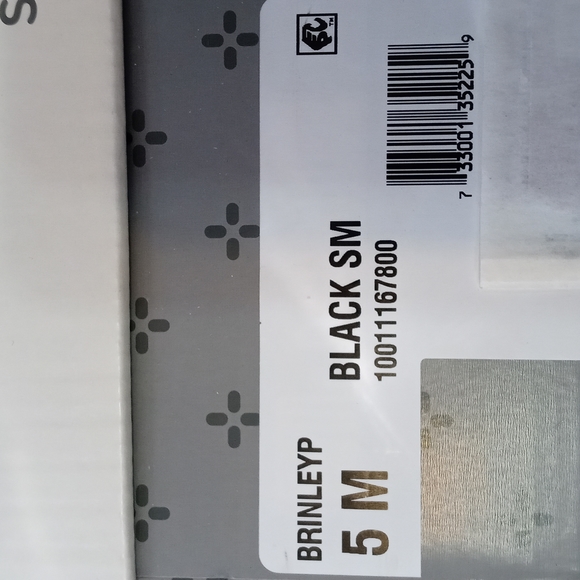 S
BRINLEYP
5 M
BLACK SM
10011167800
7 33001 35225 9